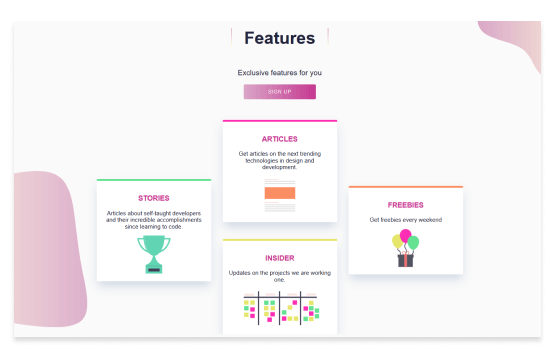 Features
Exclusive features for you
SIGN UP
ARTICLES
Get articles on the next trending
technologies in design and
development.
STORIES
Articles about self-taught developers
and their incredible accomplishments
since learning to code
FREEBIES
Get freebies every weekend
INSIDER
Updates on the projects we are working
one.